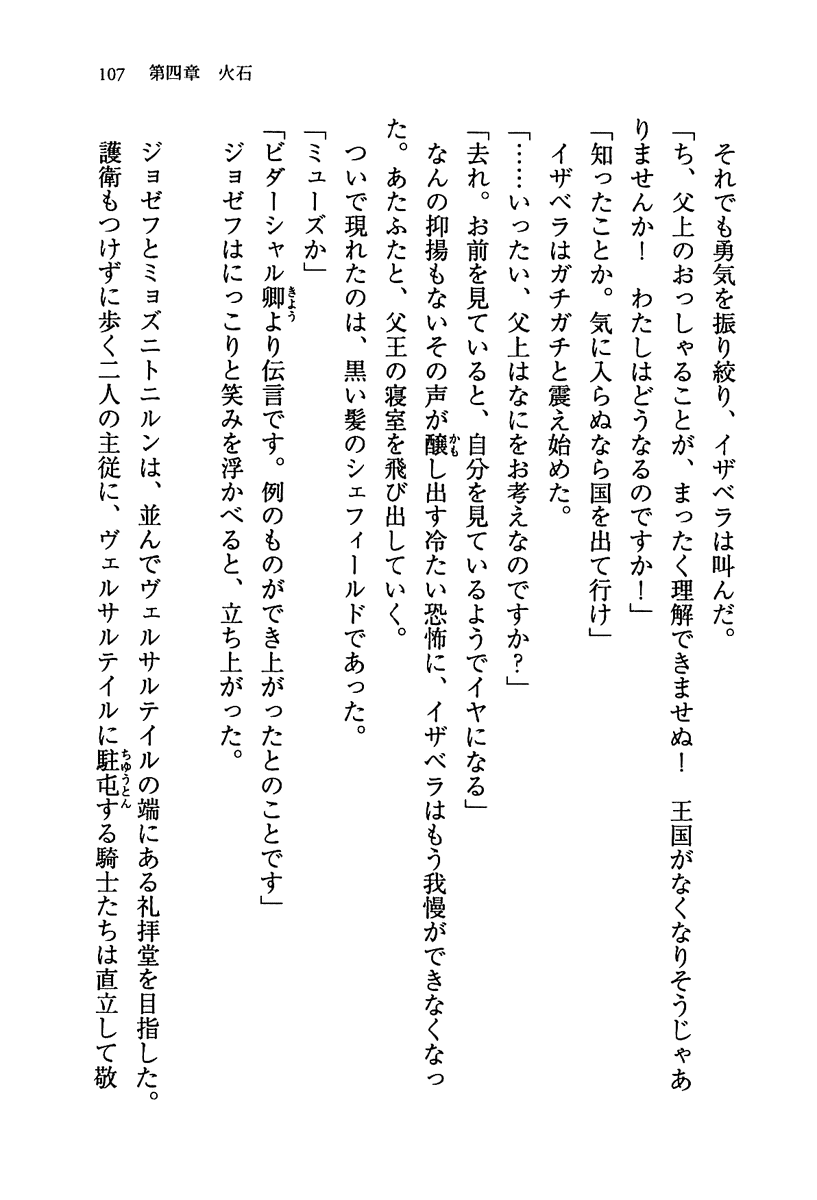 107　第四章　火石
　それでも勇気を振り絞り、イザベラは叫んだ。
「ち、父上のおっしゃることが、まったく理解できませぬ！　王国がなくなりそうじゃあ
りませんか！　わたしはどうなるのですか！」
「知ったことか。気に入らぬなら国を出て行け」
　イザベラはガチガチと震え始めた。
「……いったい、父上はなにをお考えなのですか？」
「去れ。お前を見ていると、自分を見ているようでイヤになる」
　なんの抑揚もないその声が醸かもし出す冷たい恐怖に、イザベラはもう我慢ができなくなっ
た。あたふたと、父王の寝室を飛び出していく。
　ついで現れたのは、黒い髪のシェフィールドであった。
「ミューズか」
「ビダーシャル卿きょうより伝言です。例のものができ上がったとのことです」
　ジョゼフはにっこりと笑みを浮かべると、立ち上がった。
　ジョゼフとミョズニトニルンは、並んでヴェルサルテイルの端にある礼拝堂を目指した。
護衛もつけずに歩く二人の主従に、ヴェルサルテイルに駐屯ちゅうとんする騎士たちは直立して敬